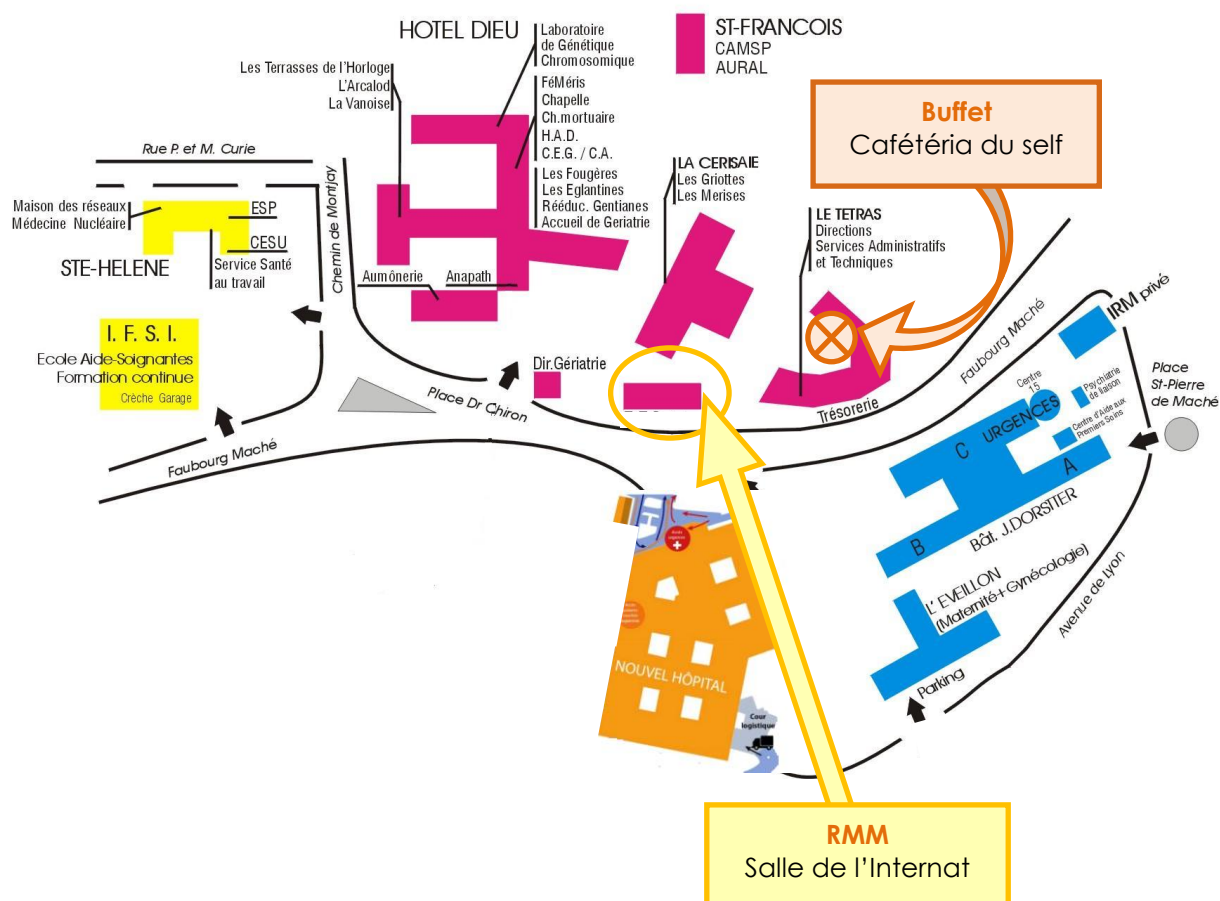 HOTEL DIEU
Laboratoire
de Génétique
Chromosomique
ST-FRANCOIS
CAMSP
AURAL
Les Terrasses de l'Horloge
L'Arcalod
La Vanoise
FéMéris
Chapelle
Ch.mortuaire
H.A.D.
C.E.G. / C.A.
Les Fougères
Les Eglantines
Rééduc. Gentianes
Accueil de Geriatrie
Buffet
Cafétéria du self
Rue P. et M. Curie
Chemin de Montjay
LA CERISAIE
Les Griottes
Les Merises
Maison des réseaux
Médecine Nucléaire
ESP
CESU
STE-HELENE
Service Santé
au travail
Aumônerie
Anapath
LE TETRAS
Directions
Services Administratifs
et Techniques
I. F. S. I.
Ecole Aide-Soignantes
Formation continue
Crèche Garage
Dir.Gériatrie
Place Dr Chiron
Trésorerie
Faubourg Maché
Faubourg Maché
IRM privé
Place
St-Pierre
de Maché
Centre
15
Psychiatrie
de liaison
URGENCES
Centre d'Aide aux
Premiers Soins
C
A
B
Bât. J.DORSTTER
L' EVEILLON
(Maternité+Gynécologie)
Avenue de Lyon
Parking
NOUVEL HÔPITAL
Cour
logistique
RMM
Salle de l'Internat